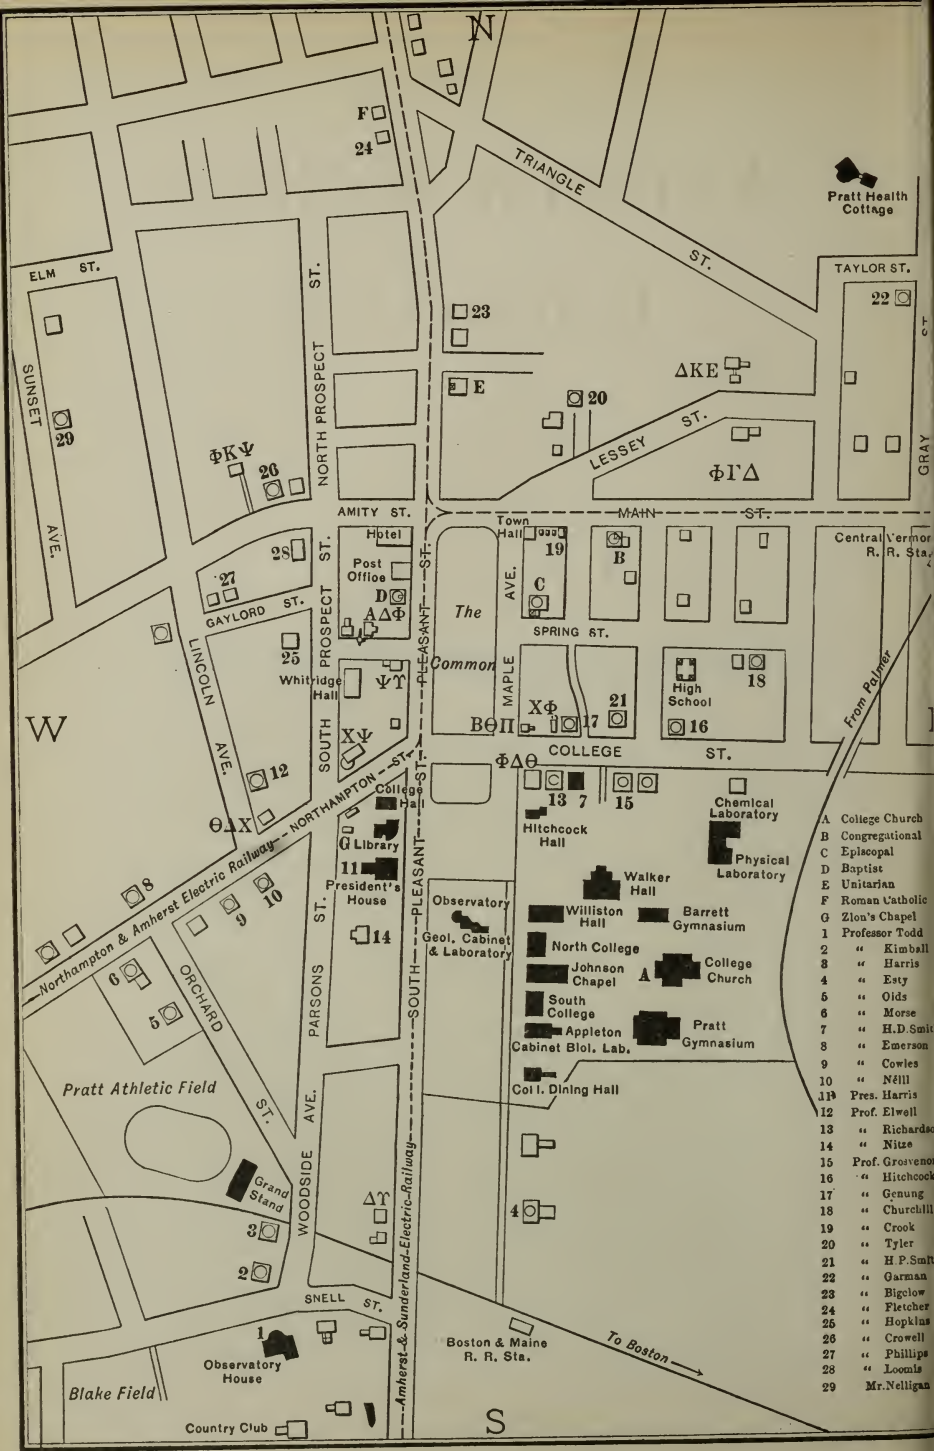 N
F
24
TRIANGLE
ST.
Pratt Health
Cottage
ELM ST.
TAYLOR ST.
ST.
22
23
SUNSET
AVE.
29
NORTH PROSPECT
ΔΚΕ
E
20
LESSEY ST.
GRAY
ΦΚΨ
26
ΦΓΔ
AMITY ST.
MAIN ST.
Town
Hall
Hotel
19
B
Central Vermon
R. R. Sta.
28
ST.
Post
Office
ST.
AVE.
27
D
C
The
Common
ΑΔΦ
GAYLORD ST.
SPRING ST.
25
PROSPECT
SOUTH
PLEASANT
MAPLE
LINCOLN
AVE.
Whitridge
Hall
ΨΥ
High
School
18
From Palmer
W
ΧΦ
ΒΘΠ
17
21
16
ΧΨ
COLLEGE ST.
ΦΔΘ
12
NORTHAMPTON ST.
ST.
College
Hall
13
7
15
Chemical
Laboratory
ΘΔΧ
Hitchcock
Hall
G Library
Physical
Laboratory
11
President's
House
Walker
Hall
8
9
10
Northampton & Amherst Electric Railway
ST.
PARSONS
SOUTH PLEASANT
Observatory
Williston
Hall
Barrett
Gymnasium
14
Geol. Cabinet
& Laboratory
North College
6
ORCHARD
ST.
Johnson
Chapel
A
College
Church
5
South
College
Appleton
Cabinet Biol. Lab.
Pratt
Gymnasium
Pratt Athletic Field
Coll. Dining Hall
AVE.
WOODSIDE
Grand
Stand
ΔΥ
4
3
2
Amherst & Sunderland Electric Railway
SNELL ST.
1
Observatory
House
Boston & Maine
R. R. Sta.
To Boston
Blake Field
Country Club
S
A College Church
B Congregational
C Episcopal
D Baptist
E Unitarian
F Roman Catholic
G Zion's Chapel
1 Professor Todd
2 " Kimball
3 " Harris
4 " Esty
5 " Olds
6 " Morse
7 " H.D.Smit
8 " Emerson
9 " Cowles
10 " Neill
11 Pres. Harris
12 Prof. Elwell
13 " Richardso
14 " Nitze
15 Prof. Grosvenor
16 " Hitchcock
17 " Genung
18 " Churchill
19 " Crook
20 " Tyler
21 " H.P.Smit
22 " Garman
23 " Bigelow
24 " Fletcher
25 " Hopkins
26 " Crowell
27 " Phillips
28 " Loomis
29 Mr.Nelligan